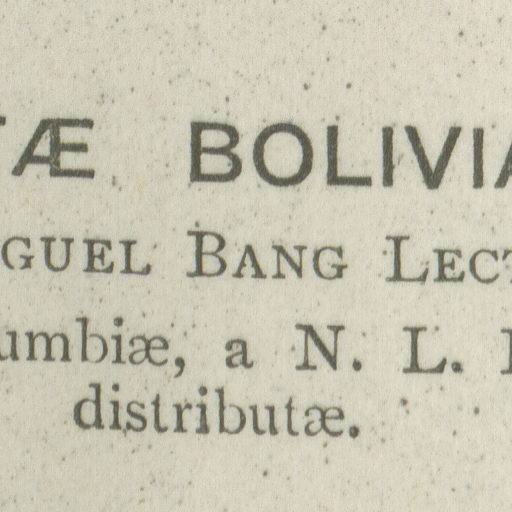 TÆ BOLIVIA
GUEL BANG LECT
umbiæ, a N. L. B
distributæ.